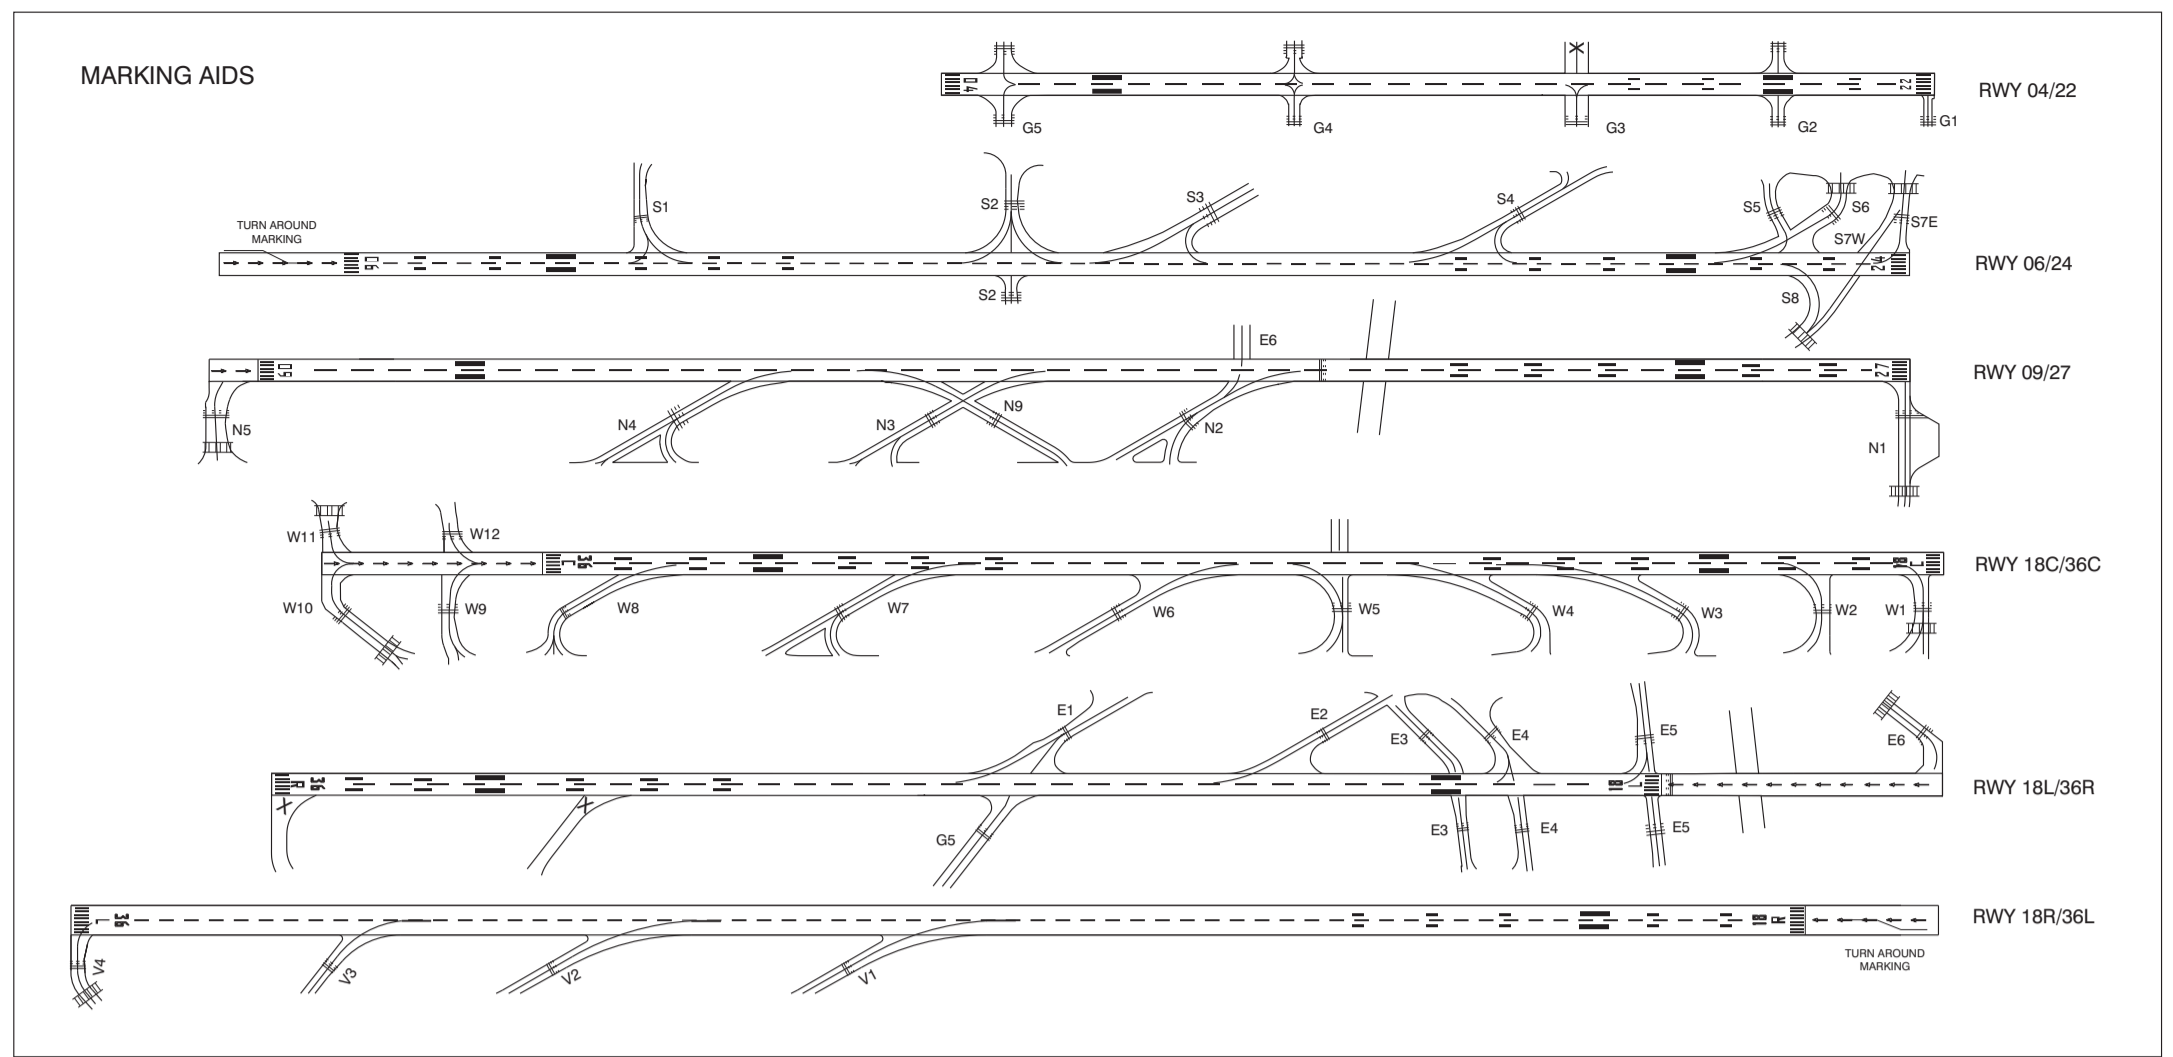 MARKING AIDS
04
22
RWY 04/22
G5
G4
G3
G2
G1
S1
S2
S3
S4
S5
S6
S7E
S7W
TURN AROUND
MARKING
06
24
RWY 06/24
S2
S8
E6
09
27
RWY 09/27
N5
N4
N3
N9
N2
N1
W11
W12
36
C
18
C
RWY 18C/36C
W10
W9
W8
W7
W6
W5
W4
W3
W2
W1
E1
E2
E3
E4
E5
E6
36
R
18
L
RWY 18L/36R
X
X
G5
E3
E4
E5
36
L
18
R
RWY 18R/36L
V4
V3
V2
V1
TURN AROUND
MARKING